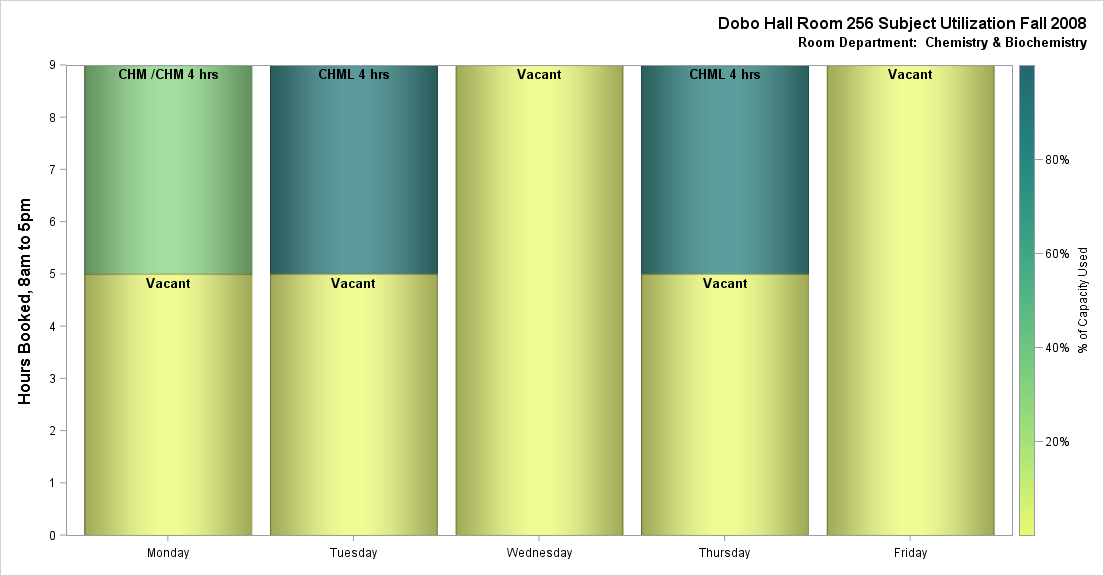 Dobo Hall Room 256 Subject Utilization Fall 2008
Room Department:  Chemistry & Biochemistry
Hours Booked, 8am to 5pm
9
8
7
6
5
4
3
2
1
0
CHM /CHM 4 hrs
Vacant
CHML 4 hrs
Vacant
Vacant
CHML 4 hrs
Vacant
Vacant
Monday
Tuesday
Wednesday
Thursday
Friday
80%
60%
40%
20%
% of Capacity Used